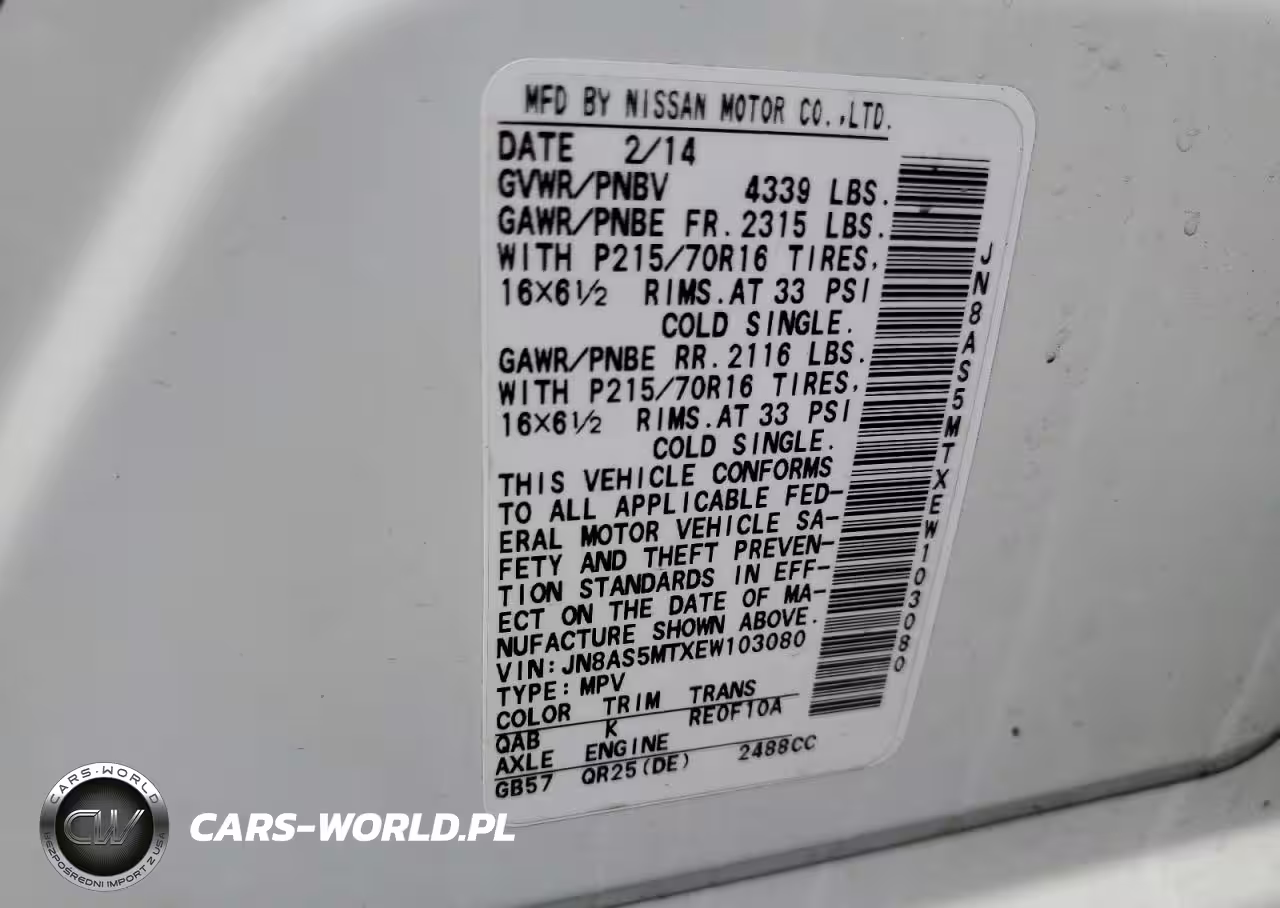 MFD BY NISSAN MOTOR CO.,LTD.
DATE 2/14
GVWR/PNBV 4339 LBS.
GAWR/PNBE FR. 2315 LBS.
WITH P215/70R16 TIRES,
16×6½ RIMS. AT 33 PSI
COLD SINGLE.
GAWR/PNBE RR. 2116 LBS.
WITH P215/70R16 TIRES,
16×6½ RIMS. AT 33 PSI
COLD SINGLE.
THIS VEHICLE CONFORMS
TO ALL APPLICABLE FED-
ERAL MOTOR VEHICLE SA-
FETY AND THEFT PREVEN-
TION STANDARDS IN EFF-
ECT ON THE DATE OF MA-
NUFACTURE SHOWN ABOVE.
VIN: JN8AS5MTXEW103080
TYPE: MPV
COLOR TRIM TRANS
QAB K RE0F10A
AXLE ENGINE
GB57 QR25(DE) 2488CC
JN8AS5MTXEW103080
CARS-WORLD
CW
BEZPOŚREDNI IMPORT Z USA
CARS-WORLD.PL